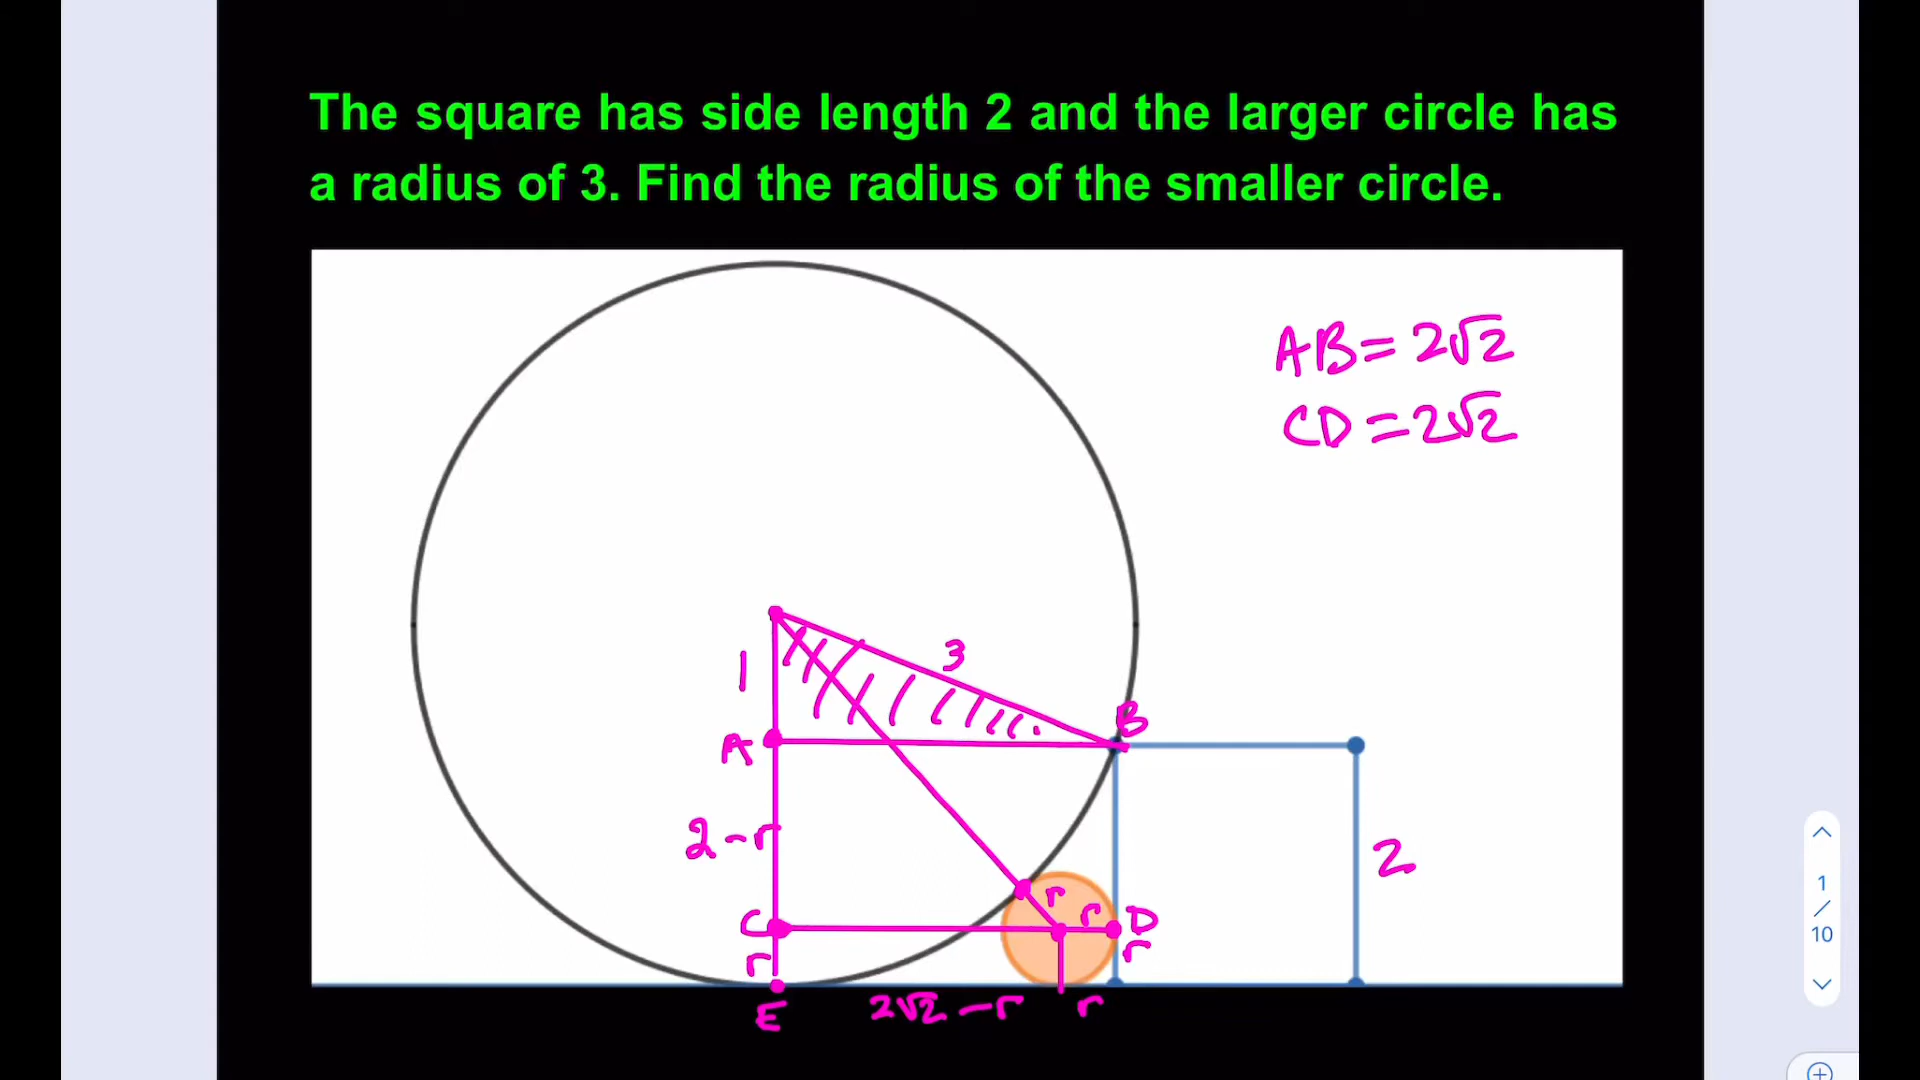 The square has side length 2 and the larger circle has
a radius of 3. Find the radius of the smaller circle.
AB = 2√2
CD = 2√2
1
3
B
A
2 - r
2
C
r
r
D
r
r
E
2√2 - r
r
1
/
10